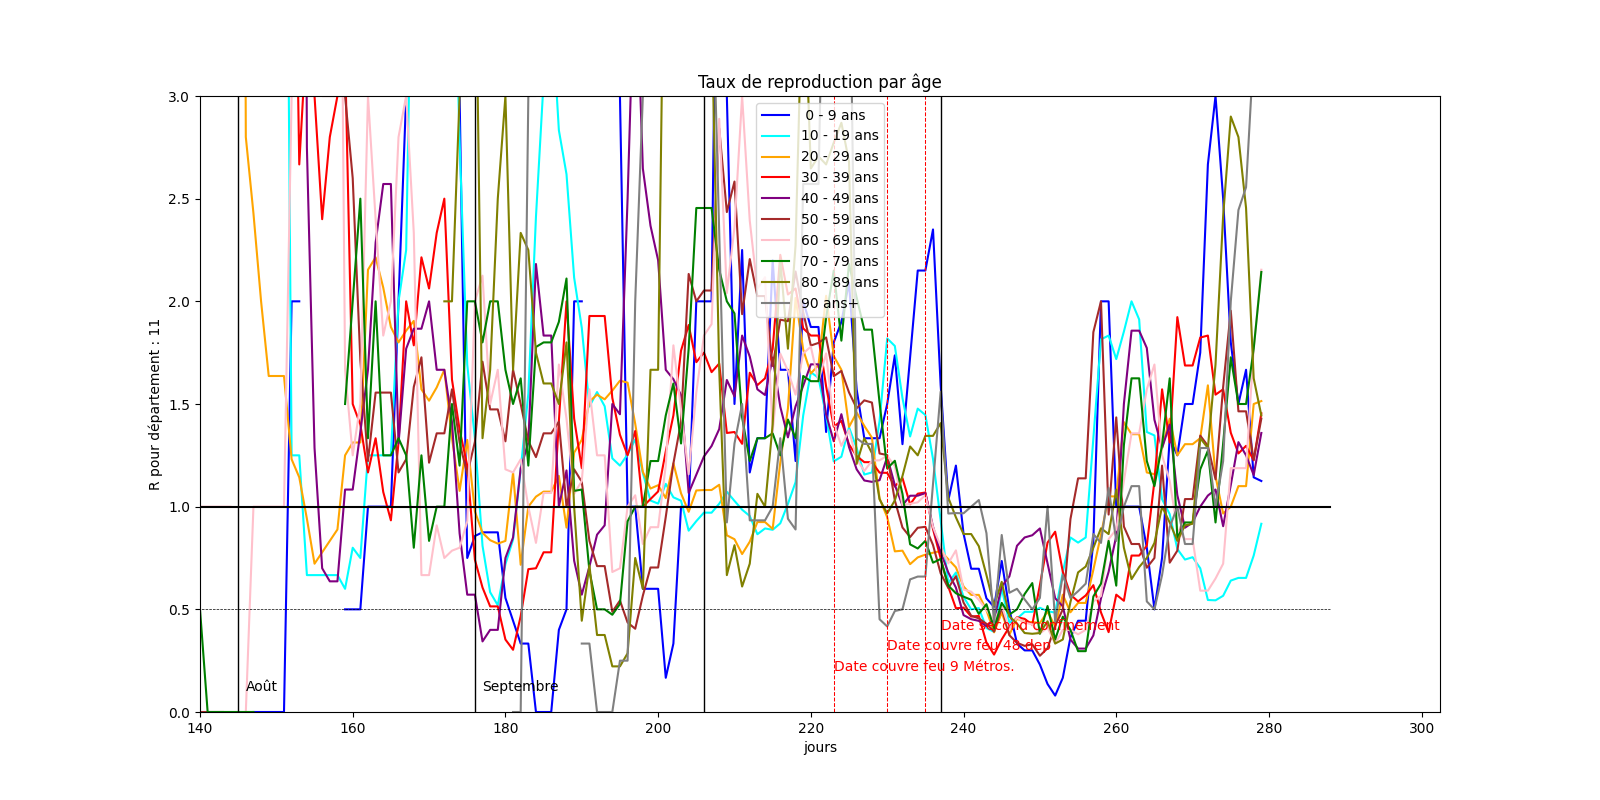 Taux de reproduction par âge
R pour département : 11
3.0
2.5
2.0
1.5
1.0
0.5
0.0
0 - 9 ans
10 - 19 ans
20 - 29 ans
30 - 39 ans
40 - 49 ans
50 - 59 ans
60 - 69 ans
70 - 79 ans
80 - 89 ans
90 ans+
Date second confinement
Date couvre feu 48 dep
Date couvre feu 9 Métros.
Août
Septembre
140 160 180 200 220 240 260 280 300
jours